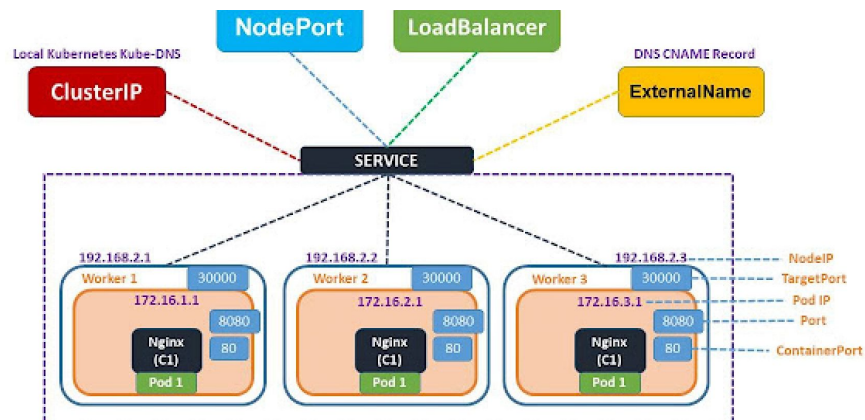 NodePort
LoadBalancer
Local Kubernetes Kube-DNS
DNS CNAME Record
ClusterIP
ExternalName
SERVICE
192.168.2.1
192.168.2.2
192.168.2.3
NodeIP
Worker 1
30000
Worker 2
30000
Worker 3
30000
TargetPort
172.16.1.1
172.16.2.1
172.16.3.1
Pod IP
8080
8080
8080
Port
Nginx
(C1)
80
Nginx
(C1)
80
Nginx
(C1)
80
ContainerPort
Pod 1
Pod 1
Pod 1